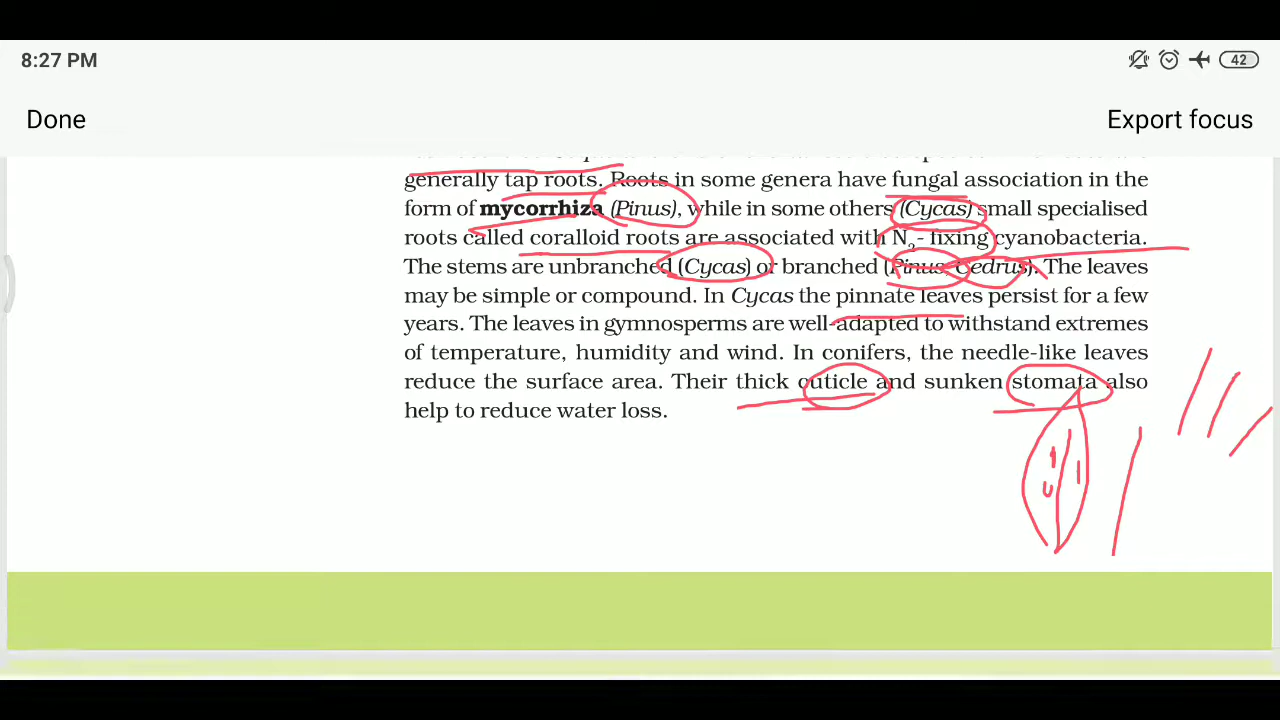 8:27 PM
42
Done
Export focus
generally tap roots. Roots in some genera have fungal association in the
form of mycorrhiza (Pinus), while in some others (Cycas) small specialised
roots called coralloid roots are associated with N2- fixing cyanobacteria.
The stems are unbranched (Cycas) or branched (Pinus, Cedrus). The leaves
may be simple or compound. In Cycas the pinnate leaves persist for a few
years. The leaves in gymnosperms are well-adapted to withstand extremes
of temperature, humidity and wind. In conifers, the needle-like leaves
reduce the surface area. Their thick cuticle and sunken stomata also
help to reduce water loss.